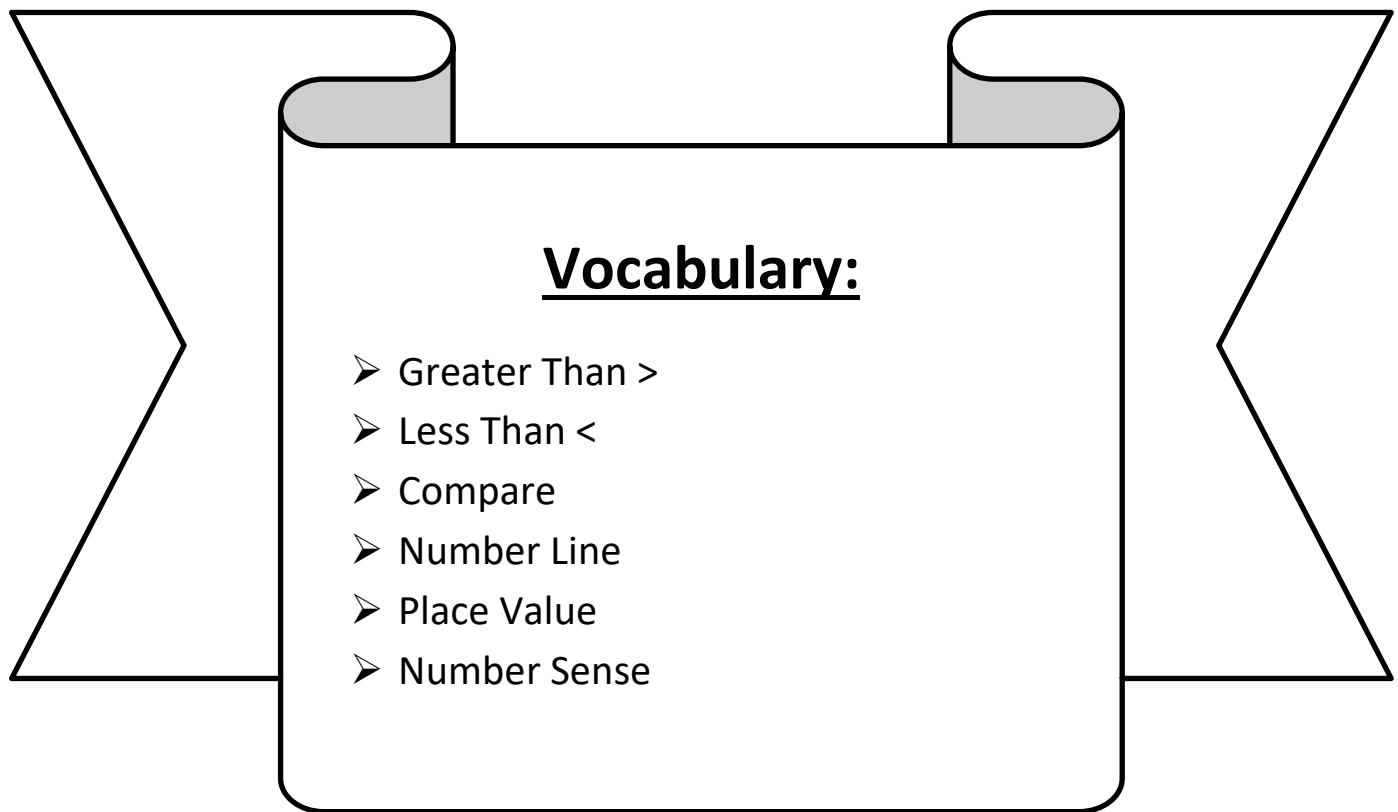 Vocabulary:
➢ Greater Than >
➢ Less Than <
➢ Compare
➢ Number Line
➢ Place Value
➢ Number Sense